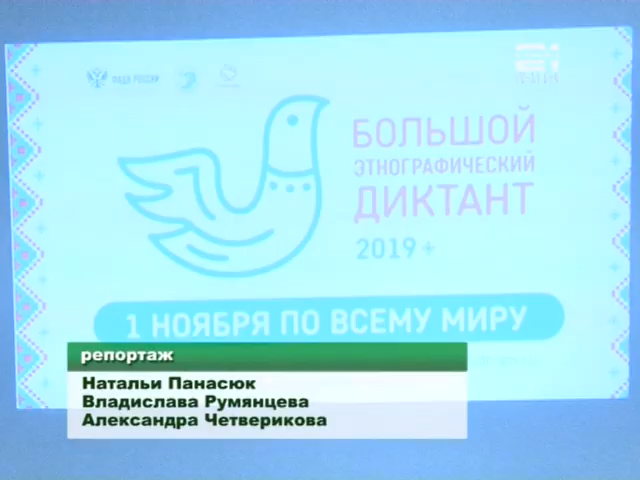 ФАДН РОССИИ
БОЛЬШОЙ
ЭТНОГРАФИЧЕСКИЙ
ДИКТАНТ
2019+
1 НОЯБРЯ ПО ВСЕМУ МИРУ
репортаж
Натальи Панасюк
Владислава Румянцева
Александра Четверикова